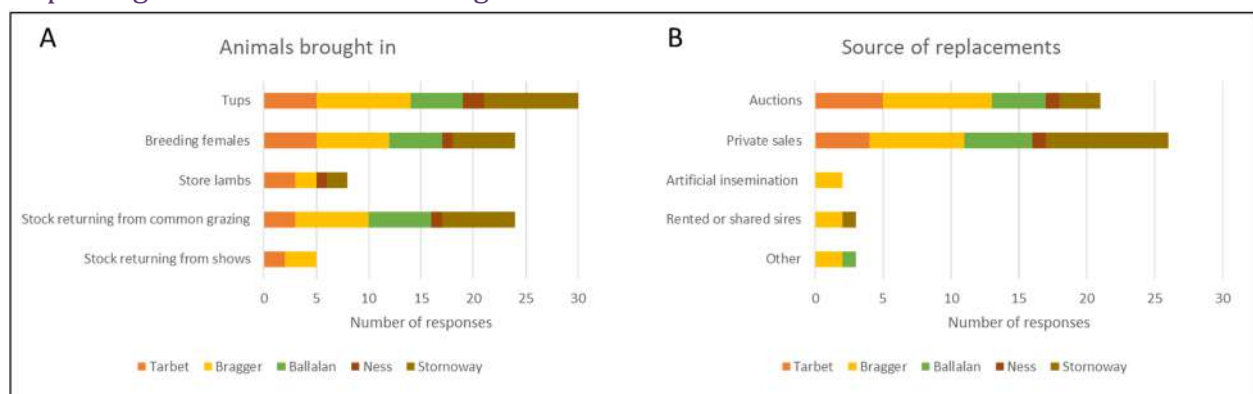 A
Animals brought in
Tups
Breeding females
Store lambs
Stock returning from common grazing
Stock returning from shows
0 5 10 15 20 25 30
Number of responses
Tarbet Bragger Ballalan Ness Stornoway
B
Source of replacements
Auctions
Private sales
Artificial insemination
Rented or shared sires
Other
0 5 10 15 20 25 30
Number of responses
Tarbet Bragger Ballalan Ness Stornoway